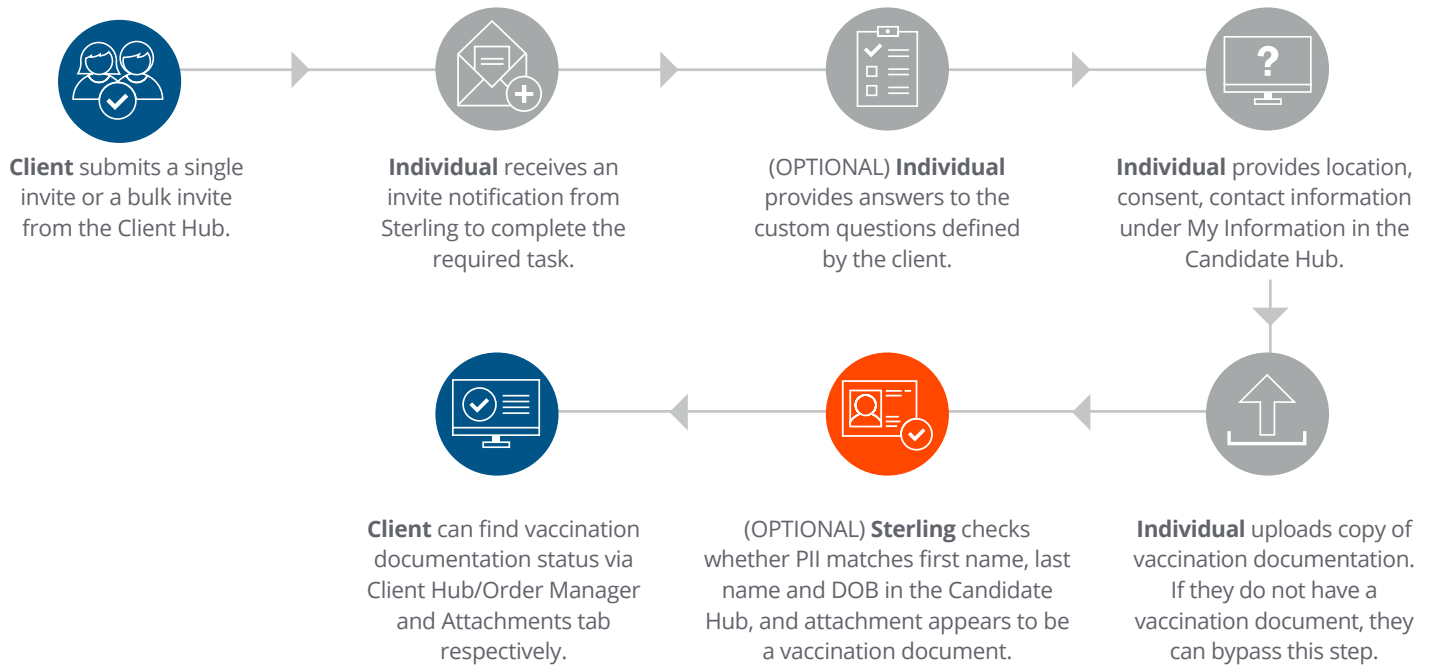 ?
Client submits a single
invite or a bulk invite
from the Client Hub.
Individual receives an
invite notification from
Sterling to complete the
required task.
(OPTIONAL) Individual
provides answers to the
custom questions defined
by the client.
Individual provides location,
consent, contact information
under My Information in the
Candidate Hub.
Client can find vaccination
documentation status via
Client Hub/Order Manager
and Attachments tab
respectively.
(OPTIONAL) Sterling checks
whether PII matches first name, last
name and DOB in the Candidate
Hub, and attachment appears to be
a vaccination document.
Individual uploads copy of
vaccination documentation.
If they do not have a
vaccination document, they
can bypass this step.